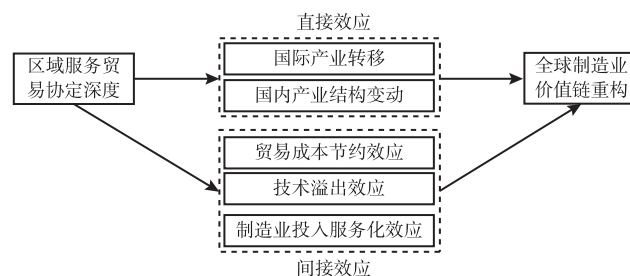 直接效应
区域服务贸
易协定深度
国际产业转移
国内产业结构变动
全球制造业
价值链重构
贸易成本节约效应
技术溢出效应
制造业投入服务化效应
间接效应